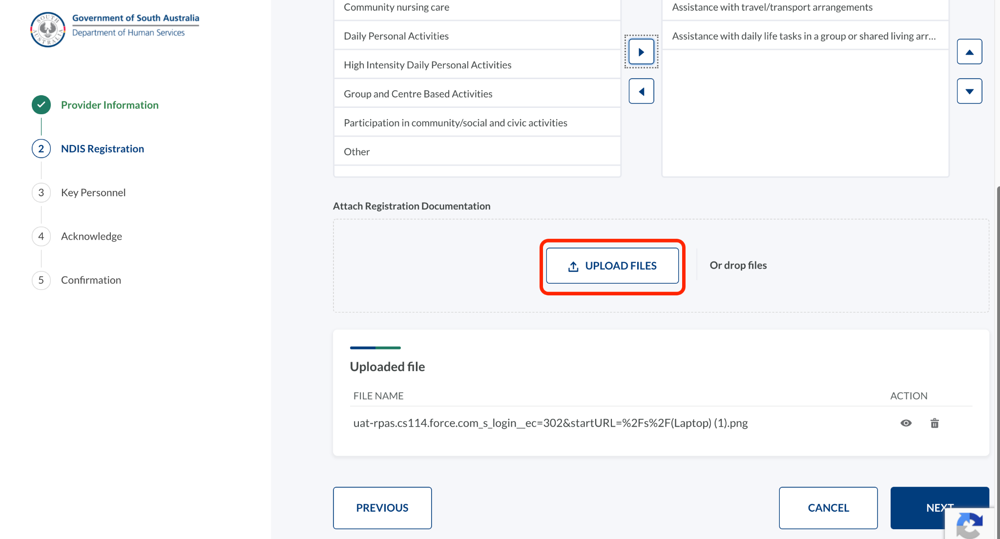 SOUTH
AUSTRALIA
Government of South Australia
Department of Human Services
Provider Information
2 NDIS Registration
3 Key Personnel
4 Acknowledge
5 Confirmation
Community nursing care
Daily Personal Activities
High Intensity Daily Personal Activities
Group and Centre Based Activities
Participation in community/social and civic activities
Other
Assistance with travel/transport arrangements
Assistance with daily life tasks in a group or shared living arr...
Attach Registration Documentation
UPLOAD FILES
Or drop files
Uploaded file
FILE NAME ACTION
uat-rpas.cs114.force.com_s_login__ec=302&startURL=%2Fs%2F(Laptop) (1).png
PREVIOUS
CANCEL
NEXT